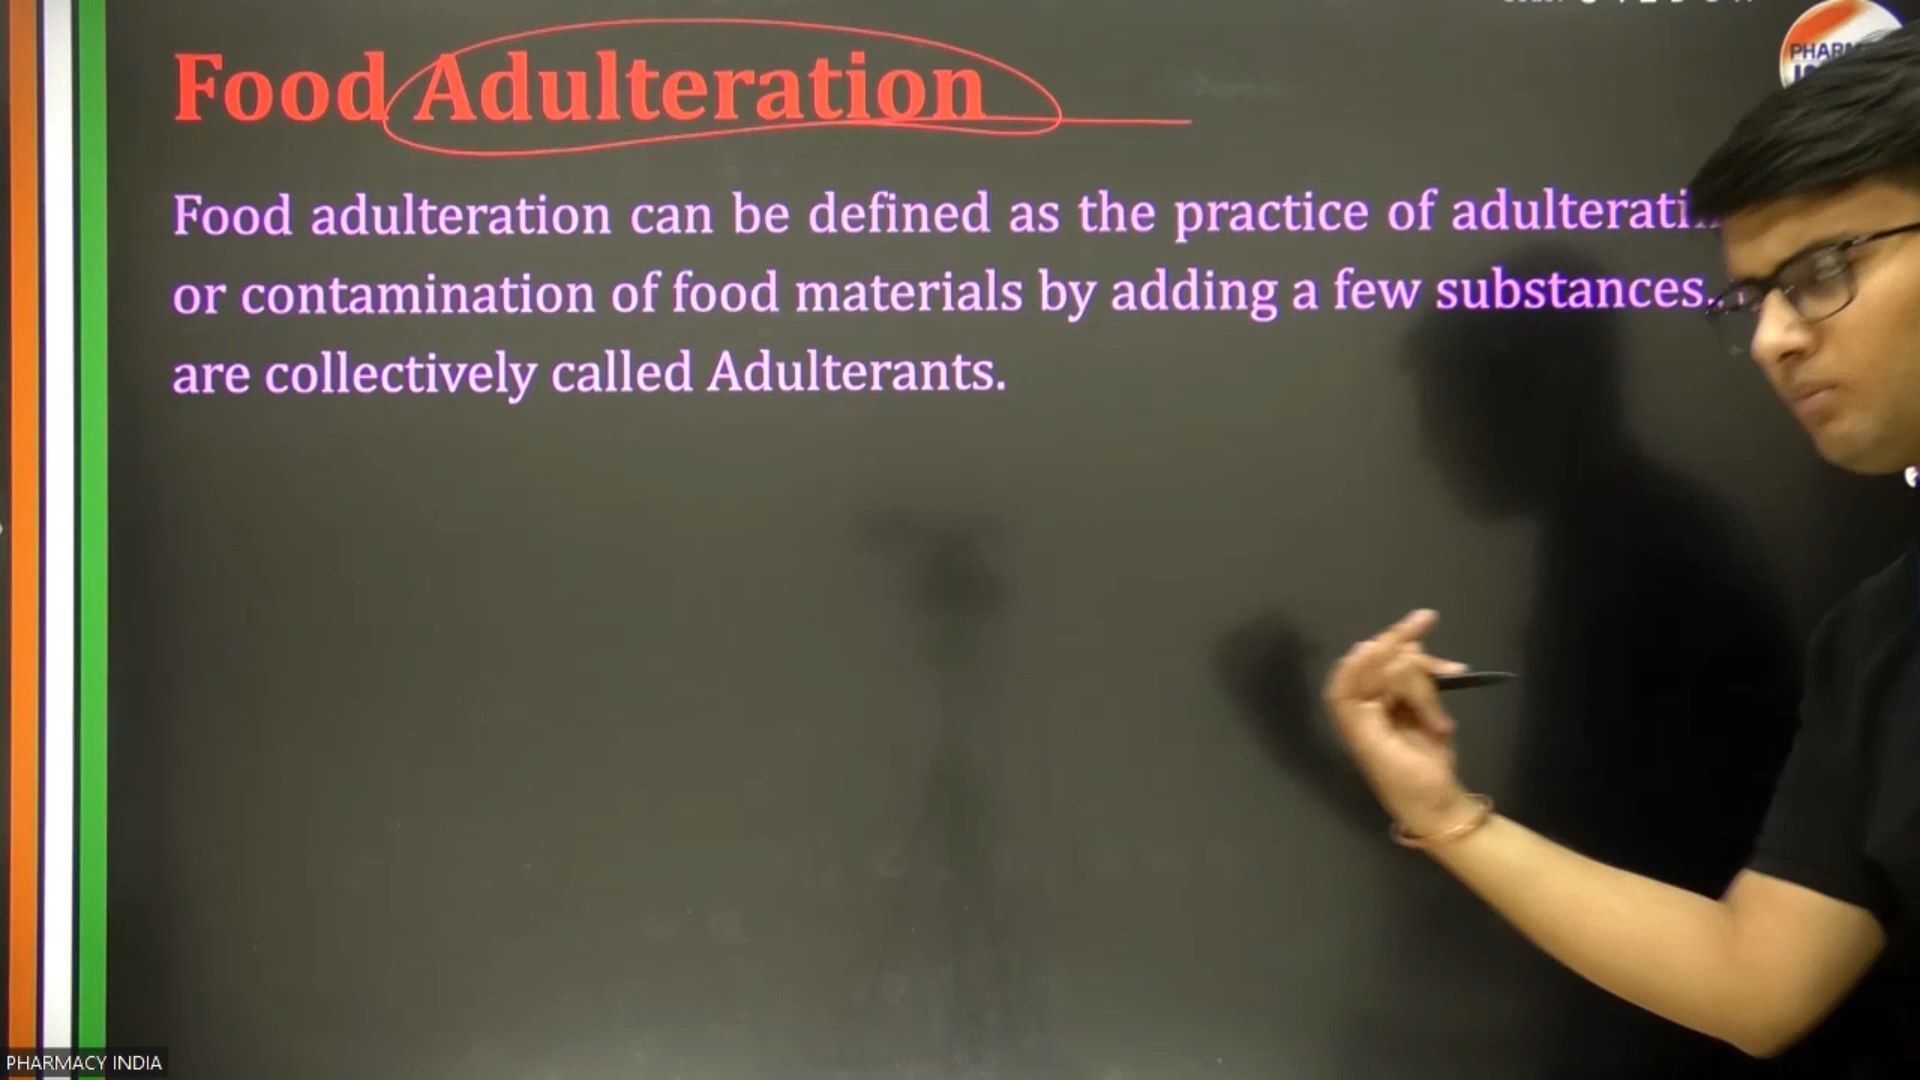 Food Adulteration
Food adulteration can be defined as the practice of
or contamination of food materials by adding a few substances.
are collectively called Adulterants.
PHARMACY INDIA